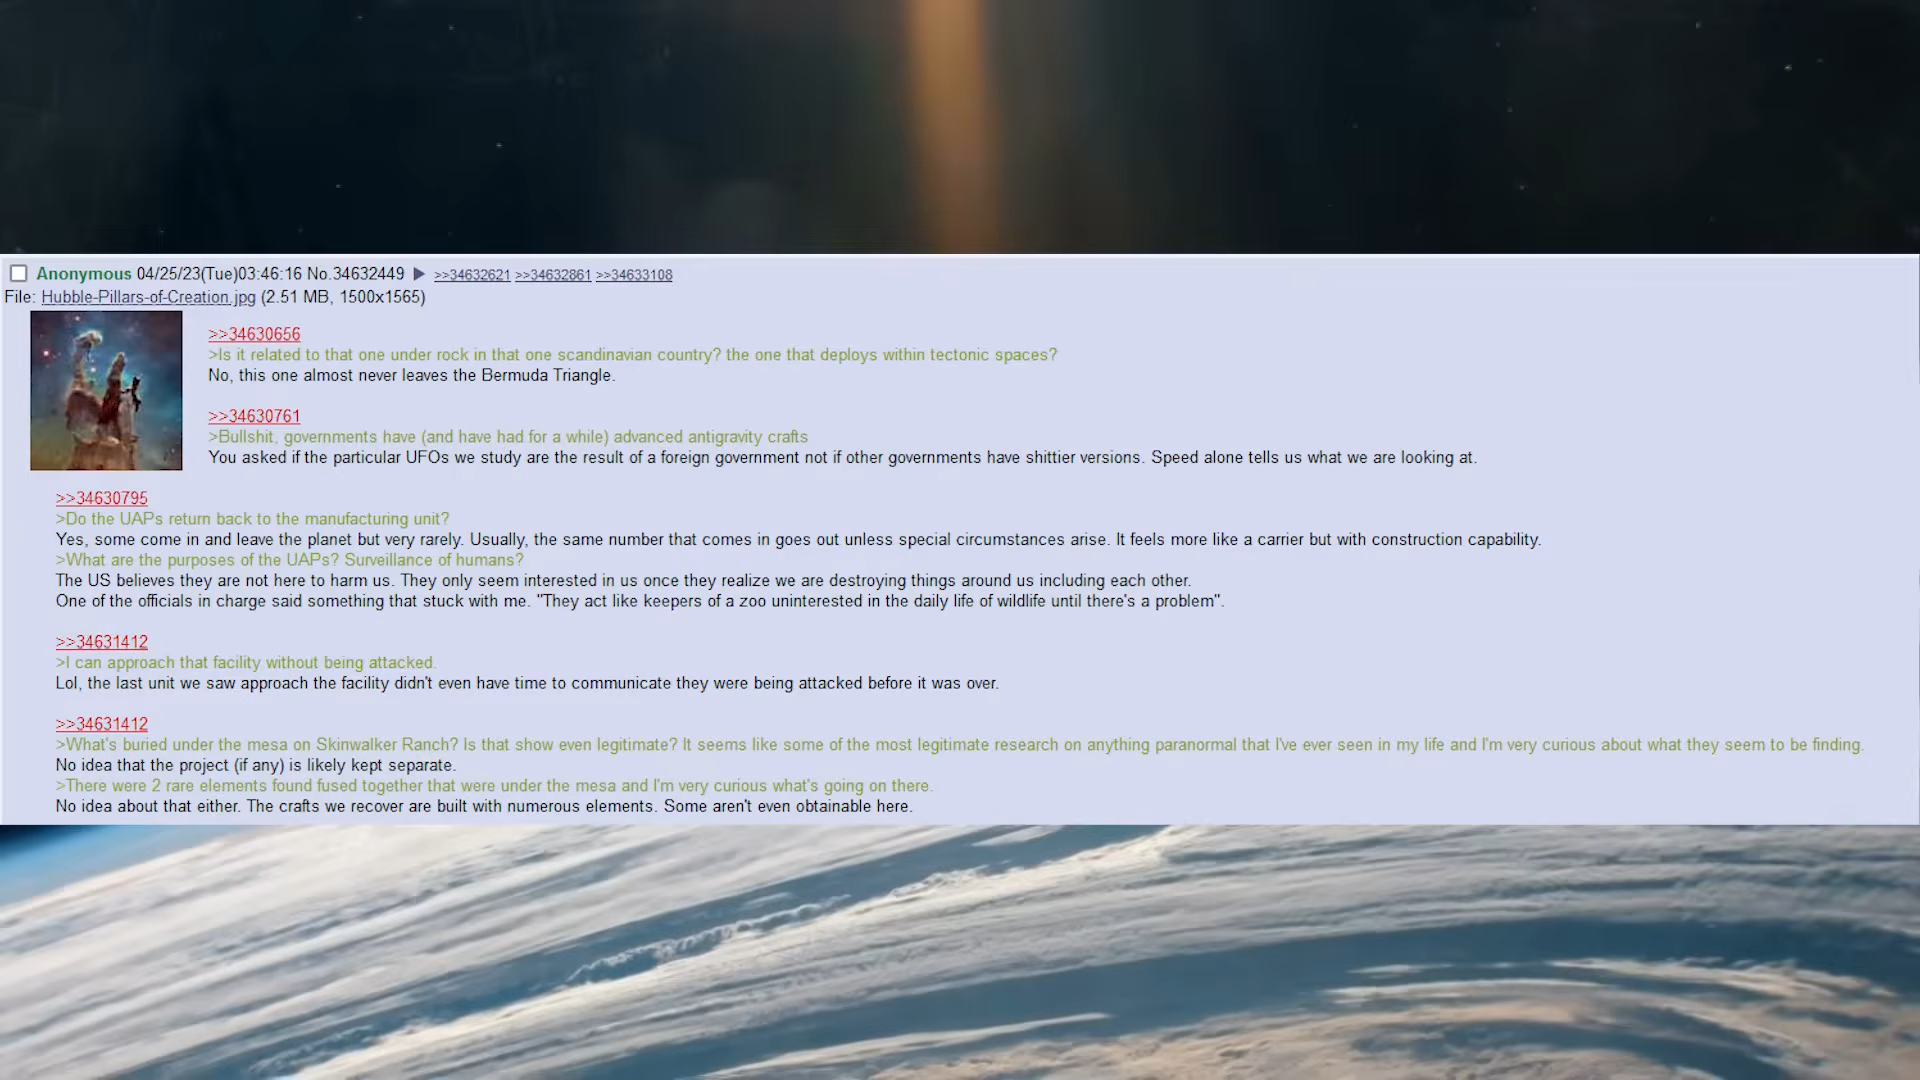 Anonymous 04/25/23(Tue)03:46:16 No.34632449 ▶ >>34632621 >>34632861 >>34633108
File: Hubble-Pillars-of-Creation.jpg (2.51 MB, 1500x1565)
>>34630656
>Is it related to that one under rock in that one scandinavian country? the one that deploys within tectonic spaces?
No, this one almost never leaves the Bermuda Triangle.
>>34630761
>Bullshit, governments have (and have had for a while) advanced antigravity crafts
You asked if the particular UFOs we study are the result of a foreign government not if other governments have shittier versions. Speed alone tells us what we are looking at.
>>34630795
>Do the UAPs return back to the manufacturing unit?
Yes, some come in and leave the planet but very rarely. Usually, the same number that comes in goes out unless special circumstances arise. It feels more like a carrier but with construction capability.
>What are the purposes of the UAPs? Surveillance of humans?
The US believes they are not here to harm us. They only seem interested in us once they realize we are destroying things around us including each other.
One of the officials in charge said something that stuck with me. "They act like keepers of a zoo uninterested in the daily life of wildlife until there's a problem".
>>34631412
>I can approach that facility without being attacked.
Lol, the last unit we saw approach the facility didn't even have time to communicate they were being attacked before it was over.
>>34631412
>What's buried under the mesa on Skinwalker Ranch? Is that show even legitimate? It seems like some of the most legitimate research on anything paranormal that I've ever seen in my life and I'm very curious about what they seem to be finding.
No idea that the project (if any) is likely kept separate.
>There were 2 rare elements found fused together that were under the mesa and I'm very curious what's going on there.
No idea about that either. The crafts we recover are built with numerous elements. Some aren't even obtainable here.